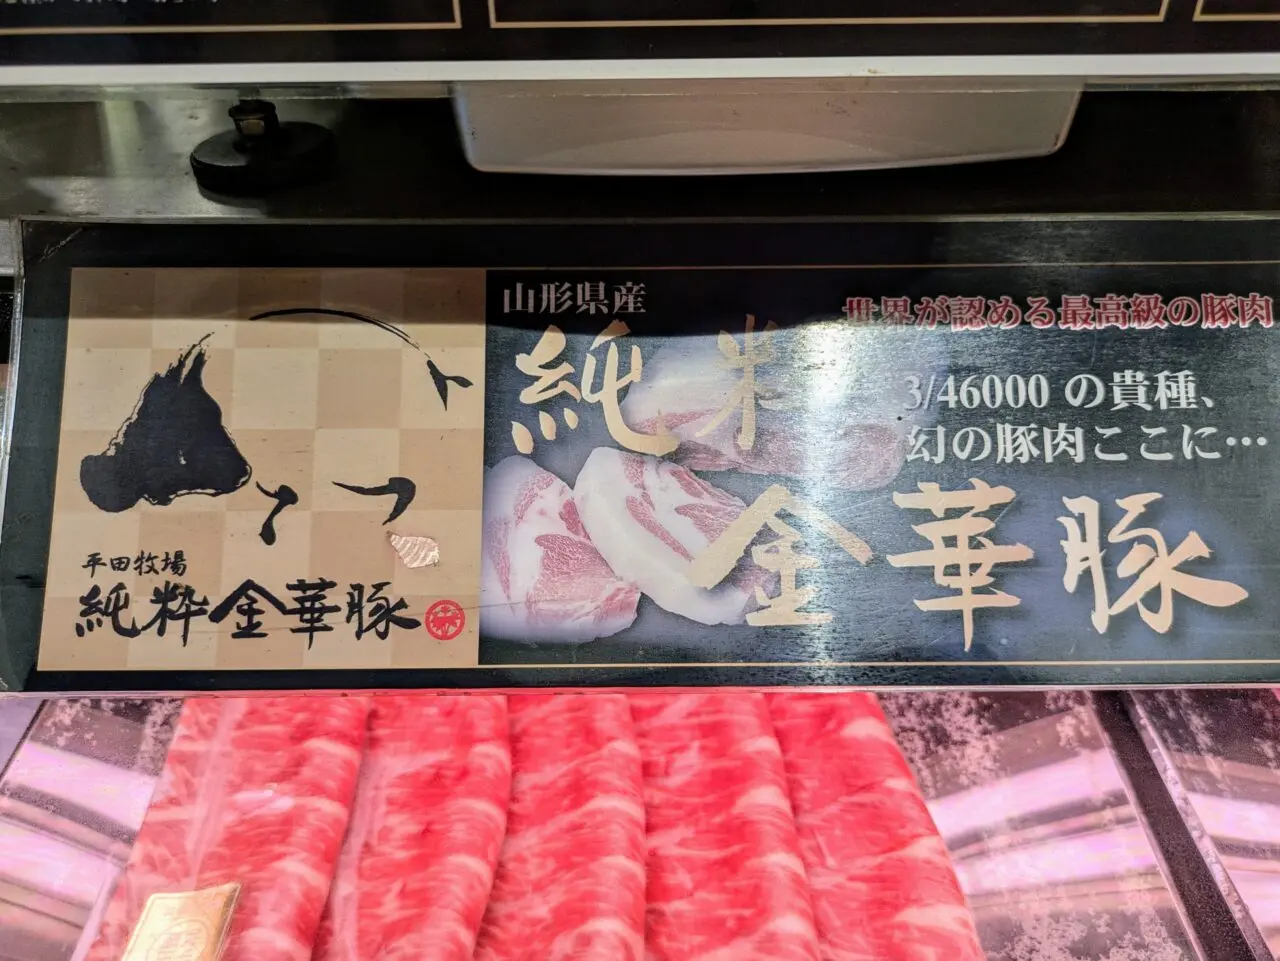 平田牧場
純粋金華豚
山形県産
純粋
金華豚
世界が認める最高級の豚肉
3/46000 の貴種、
幻の豚肉ここに…